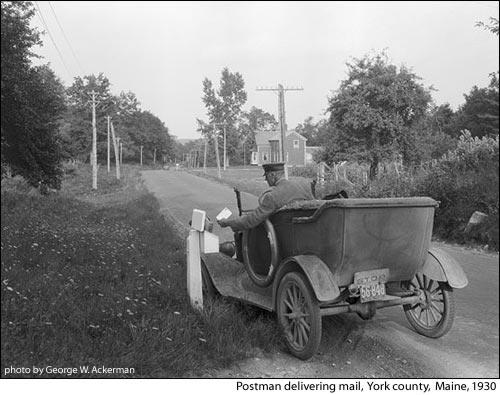 photo by George W. Ackerman
Postman delivering mail, York county, Maine, 1930